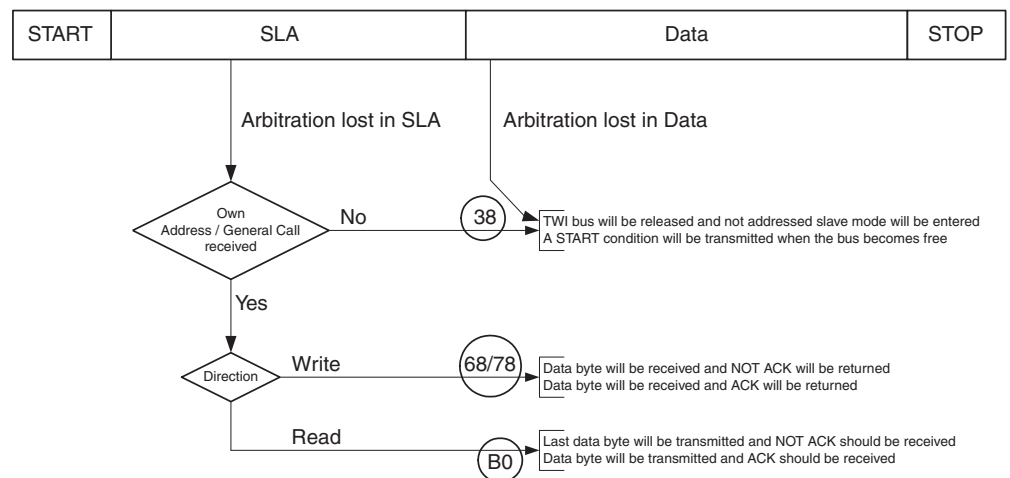 START SLA Data STOP
Arbitration lost in SLA Arbitration lost in Data
Own
Address / General Call
received
No
38
TWI bus will be released and not addressed slave mode will be entered
A START condition will be transmitted when the bus becomes free
Yes
Direction
Write
68/78
Data byte will be received and NOT ACK will be returned
Data byte will be received and ACK will be returned
Read
B0
Last data byte will be transmitted and NOT ACK should be received
Data byte will be transmitted and ACK should be received